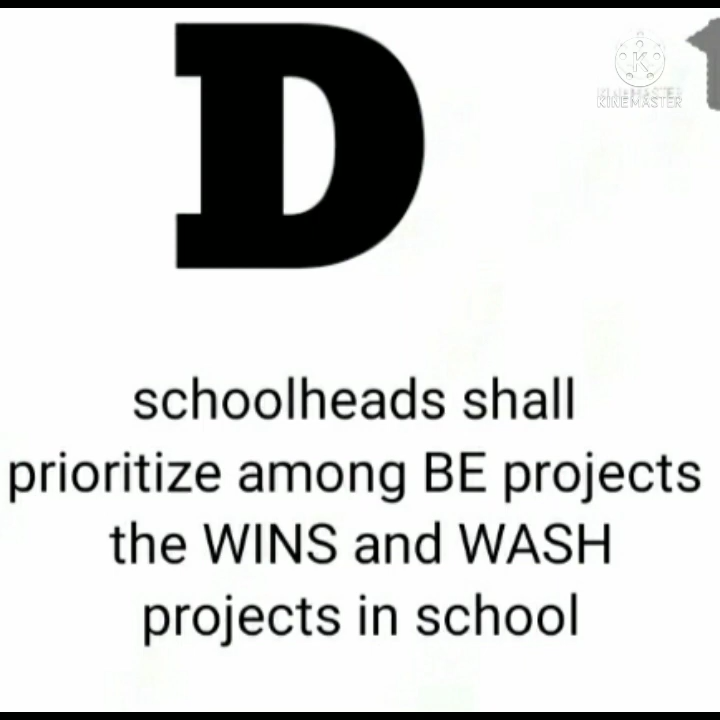 D
K
KINEMASTER
schoolheads shall
prioritize among BE projects
the WINS and WASH
projects in school